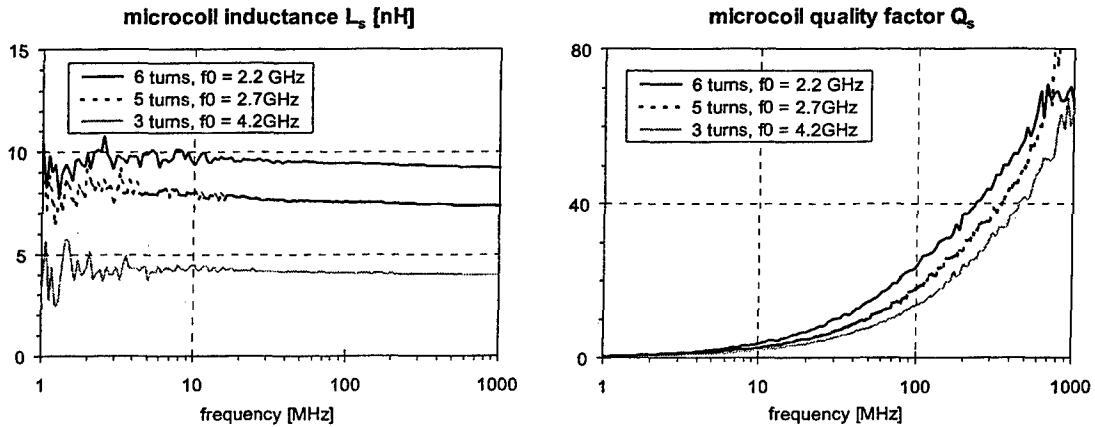 microcoil inductance Ls [nH]
15
10
5
0
6 turns, f0 = 2.2 GHz
5 turns, f0 = 2.7GHz
3 turns, f0 = 4.2GHz
1
10
100
1000
frequency [MHz]
microcoil quality factor Qs
80
40
0
6 turns, f0 = 2.2 GHz
5 turns, f0 = 2.7GHz
3 turns, f0 = 4.2GHz
1
10
100
1000
frequency [MHz]